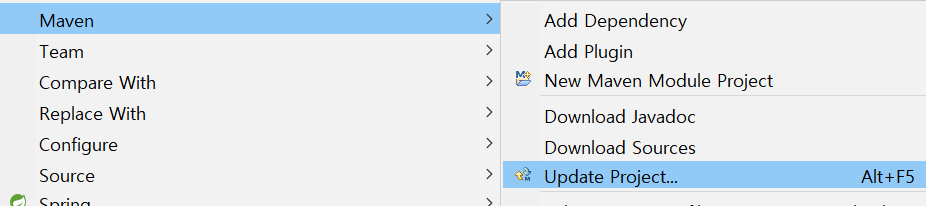 Maven
Team
Compare With
Replace With
Configure
Source
Spring
Add Dependency
Add Plugin
New Maven Module Project
Download Javadoc
Download Sources
Update Project... Alt+F5